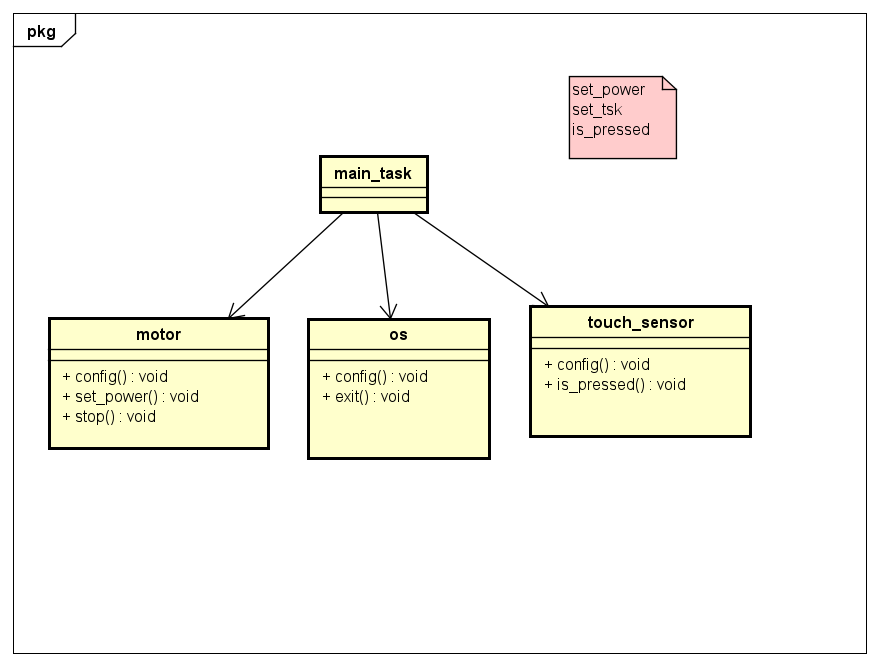 pkg
set_power
set_tsk
is_pressed
main_task
motor
+ config() : void
+ set_power() : void
+ stop() : void
os
+ config() : void
+ exit() : void
touch_sensor
+ config() : void
+ is_pressed() : void